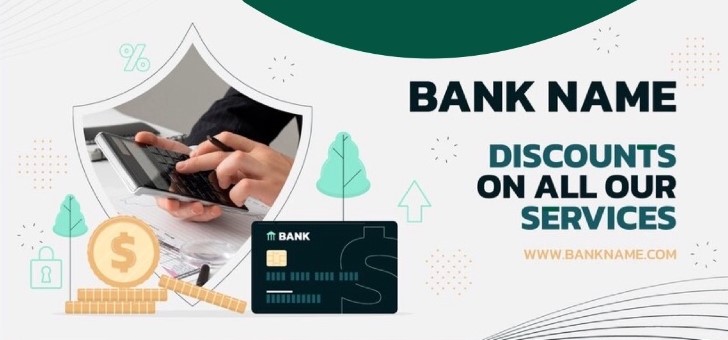 BANK NAME
DISCOUNTS
ON ALL OUR
SERVICES
WWW.BANKNAME.COM
BANK